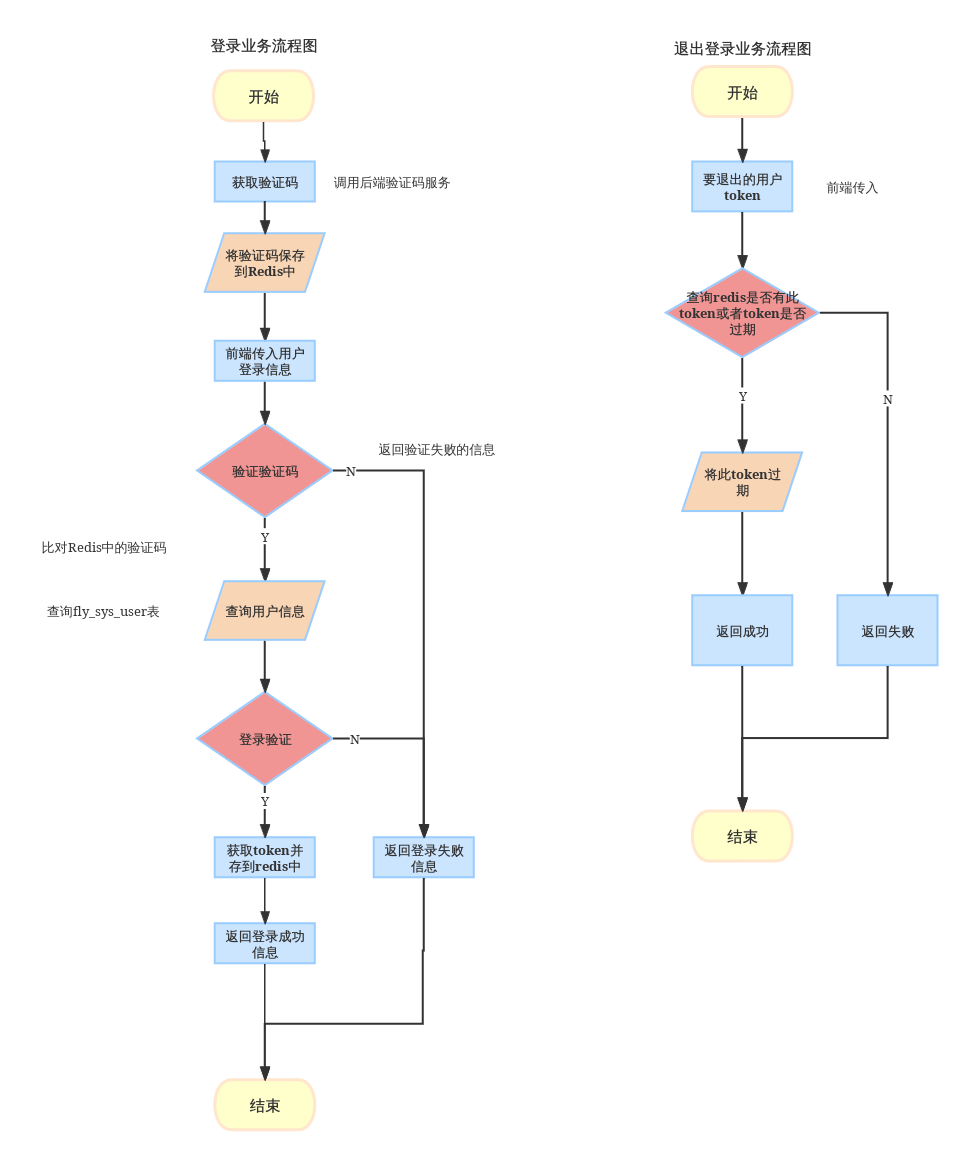 登录业务流程图
开始
获取验证码
调用后端验证码服务
将验证码保存
到Redis中
前端传入用户
登录信息
验证验证码
N
返回验证失败的信息
Y
比对Redis中的验证码
查询fly_sys_user表
查询用户信息
登录验证
N
Y
获取token并
存到redis中
返回登录失败
信息
返回登录成功
信息
结束
退出登录业务流程图
开始
要退出的用户
token
前端传入
查询redis是否有此
token或者token是否
过期
Y
N
将此token过
期
返回成功
返回失败
结束